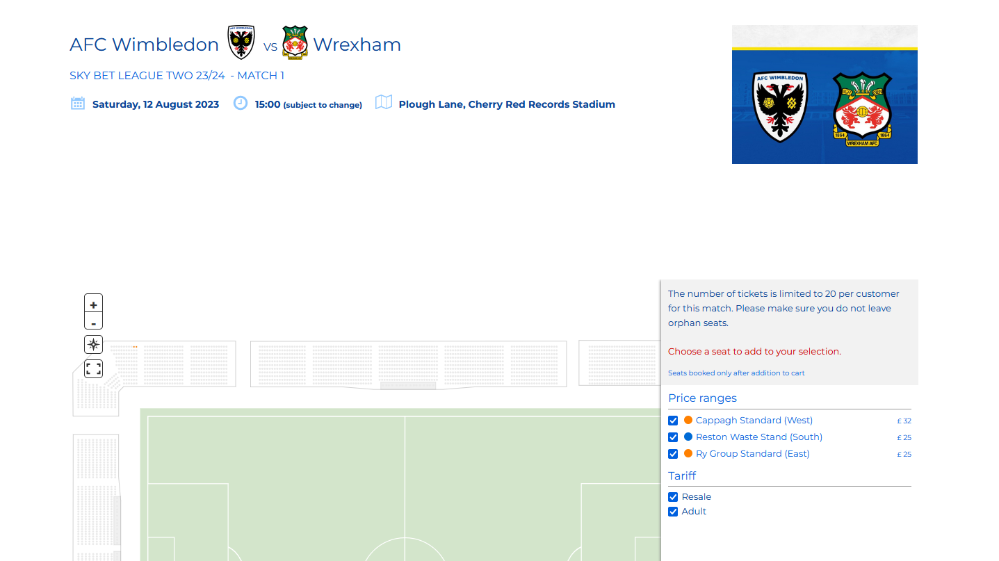 AFC Wimbledon VS Wrexham
SKY BET LEAGUE TWO 23/24 - MATCH 1
Saturday, 12 August 2023 15:00 (subject to change) Plough Lane, Cherry Red Records Stadium
AFC WIMBLEDON
1864 1864
WREXHAM AFC
+
-
The number of tickets is limited to 20 per customer
for this match. Please make sure you do not leave
orphan seats.
Choose a seat to add to your selection.
Seats booked only after addition to cart
Price ranges
Cappagh Standard (West) £ 32
Reston Waste Stand (South) £ 25
Ry Group Standard (East) £ 25
Tariff
Resale
Adult